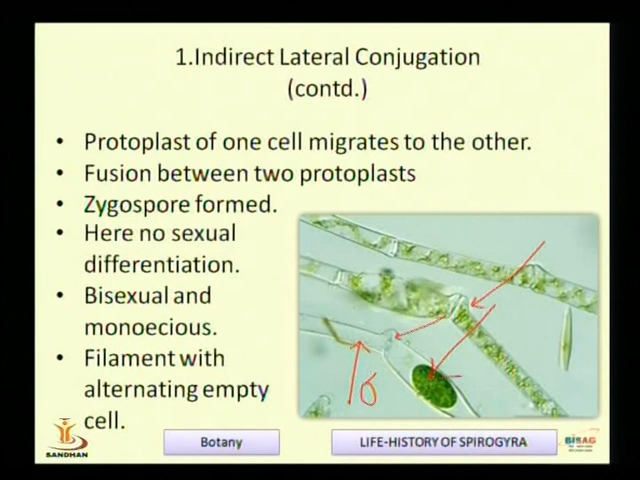 1.Indirect Lateral Conjugation
(contd.)
• Protoplast of one cell migrates to the other.
• Fusion between two protoplasts
• Zygospore formed.
• Here no sexual
differentiation.
• Bisexual and
monoecious.
• Filament with
alternating empty
cell.
SANDHAN
Botany
LIFE-HISTORY OF SPIROGYRA
BISAG